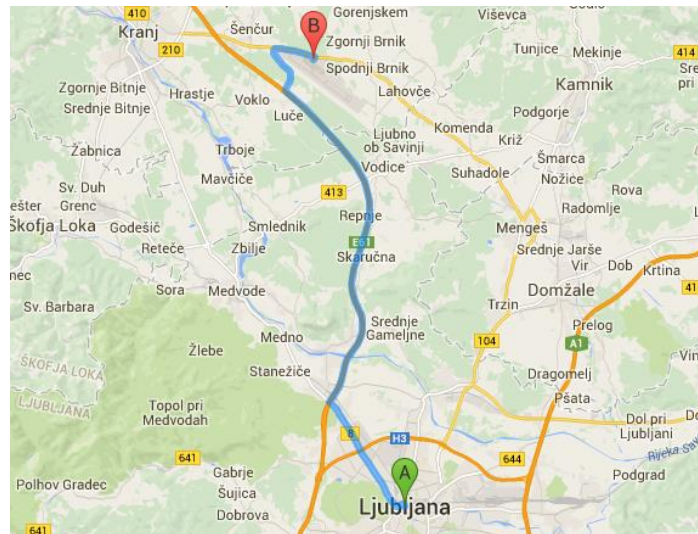 410
Šenčur
Gorenjskem
Viševca
Kranj
B
Zgornji Brnik
Tunjice
Mekinje
414
210
Spodnji Brnik
Zgornje Bitnje
Hrastje
Voklo
Lahovče
Kamnik
Srednje Bitnje
Luče
Podgorje
Žabnica
Trboje
Ljubno
ob Savinji
Komenda
Križ
Šmarca
Mavčiče
Vodice
Suhadole
Nožice
Sv. Duh
413
Rova
Grenc
Smlednik
Repnje
Radomlje
Škofja Loka
Godešič
Mengeš
Reteče
Zbilje
E61
Skaručna
Srednje Jarše
Vir
Dob
Krtina
Sora
Medvode
Domžale
Sv. Barbara
Trzin
Srednje
Gameljne
Prelog
Medno
104
A1
Žlebe
ŠKOFJA LOKA
Stanežiče
Dragomelj
LJUBLJANA
Pšata
Topol pri
Medvodah
8
H3
Dol pri
Ljubljani
641
644
Rijeka
Gabrje
A
Podgrad
Polhov Gradec
Šujica
Dobrova
Ljubljana
641